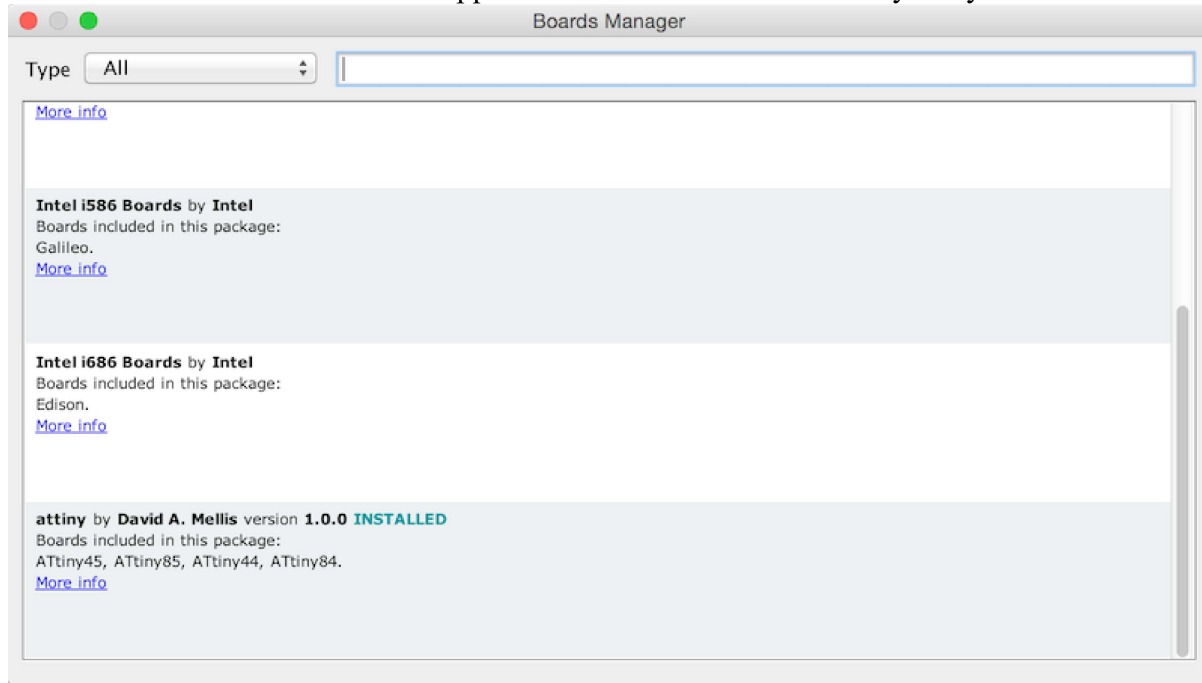 Boards Manager
Type All
More info
Intel i586 Boards by Intel
Boards included in this package:
Galileo.
More info
Intel i686 Boards by Intel
Boards included in this package:
Edison.
More info
attiny by David A. Mellis version 1.0.0 INSTALLED
Boards included in this package:
ATtiny45, ATtiny85, ATtiny44, ATtiny84.
More info